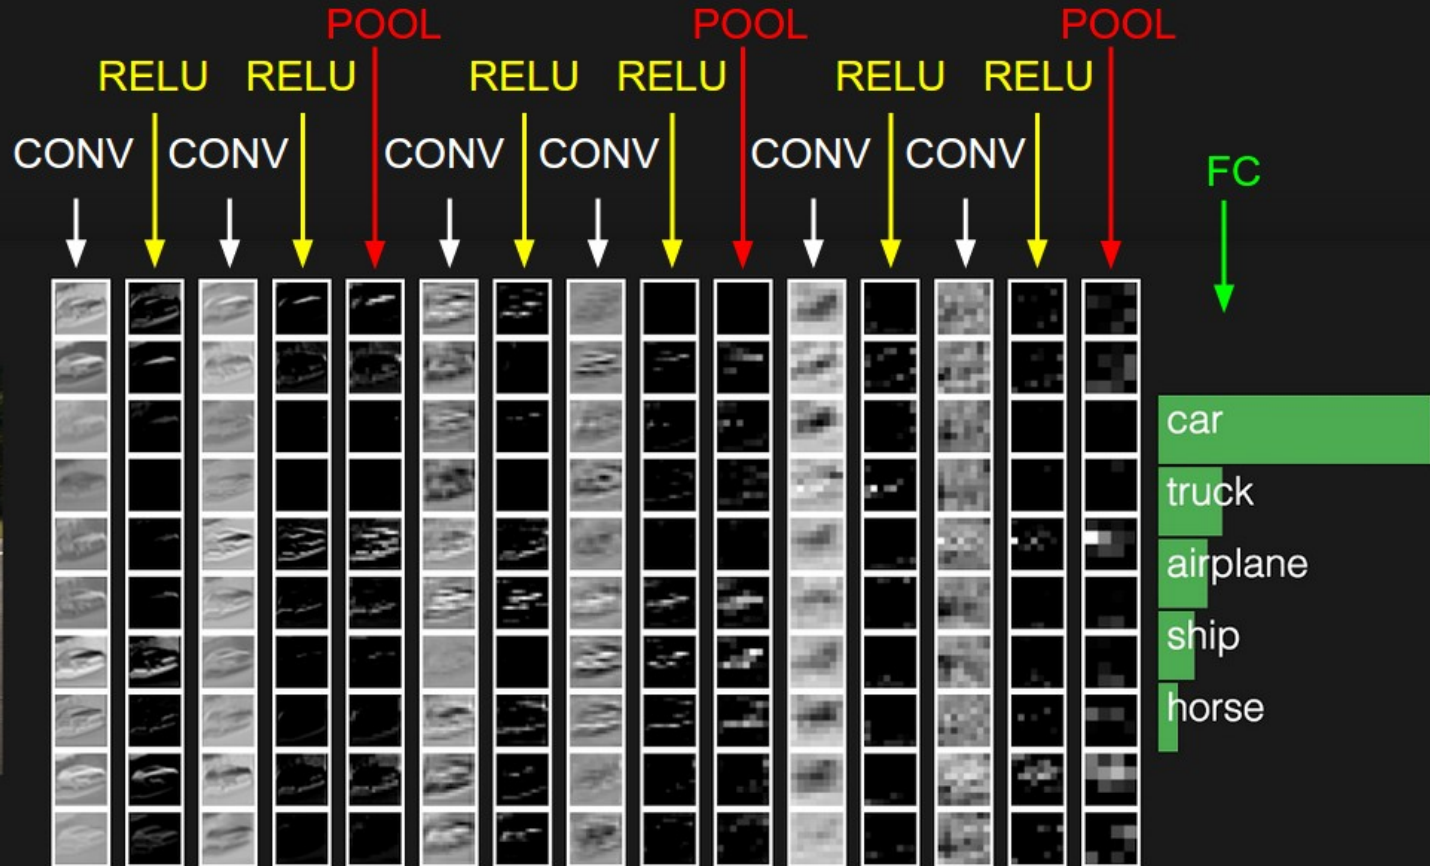 POOL POOL POOL
RELU RELU RELU RELU RELU RELU
CONV CONV CONV CONV CONV CONV
FC
car
truck
airplane
ship
horse